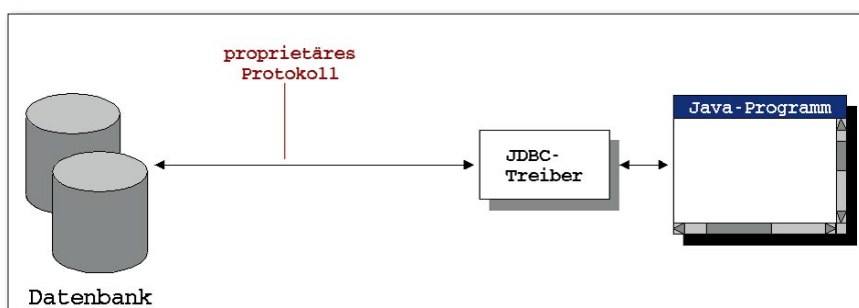 proprietäres
Protokoll
Java-Programm
JDBC-
Treiber
Datenbank